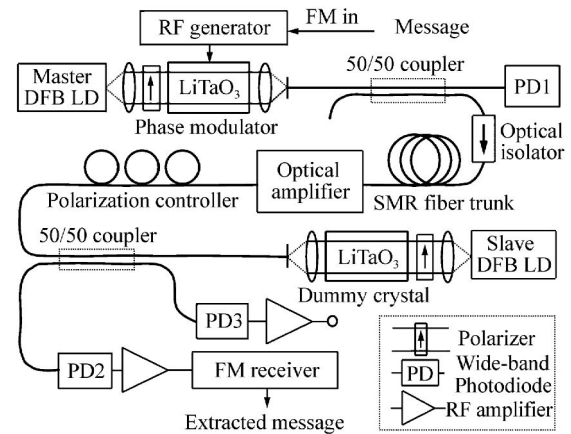 RF generator
FM in
Message
Master
DFB LD
LiTaO3
Phase modulator
50/50 coupler
PD1
Optical
isolator
Polarization controller
Optical
amplifier
SMR fiber trunk
50/50 coupler
LiTaO3
Dummy crystal
Slave
DFB LD
PD3
PD2
FM receiver
Extracted message
Polarizer
PD
Wide-band
Photodiode
RF amplifier